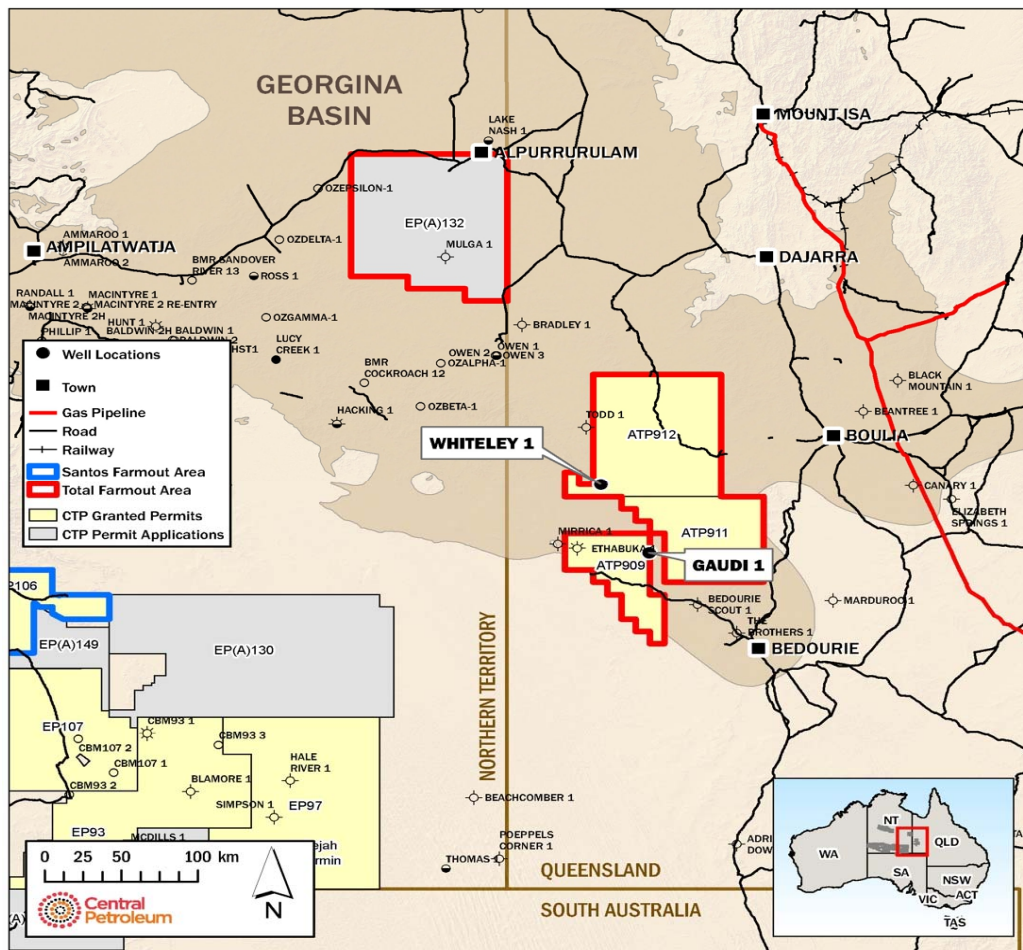 GEORGINA
BASIN
MOUNT ISA
LAKE
NASH 1
ALPURRURULAM
OZEPSILON-1
EP(A)132
MULGA 1
AMMAROO 1
AMPILATWATJA
AMMAROO 2
OZDELTA-1
BMR SANDOVER
RIVER 13
ROSS 1
DAJARRA
RANDALL 1
MACINTYRE 1
MACINTYRE 2
MACINTYRE 2 RE-ENTRY
MACINTYRE 2H
HUNT 1
PHILLIP 1
BALDWIN 2H
BALDWIN 1
BALDWIN 2
HST1
OZGAMMA-1
LUCY
CREEK 1
BRADLEY 1
OWEN 1
OWEN 2
OWEN 3
OZALPHA-1
BMR
COCKROACH 12
OZBETA-1
HACKING 1
BLACK
MOUNTAIN 1
BEANTREE 1
TODD 1
ATP912
BOULIA
WHITELEY 1
CANARY 1
ELIZABETH
SPRINGS 1
MIRRICA 1
ATP911
ETHABUKA
ATP909
GAUDI 1
BEDOURIE
SCOUT 1
MARDUROO 1
THE
BROTHERS 1
BEDOURIE
Well Locations
Town
Gas Pipeline
Road
Railway
Santos Farmout Area
Total Farmout Area
CTP Granted Permits
CTP Permit Applications
P106
EP(A)149
EP(A)130
EP107
CBM93 1
CBM107 2
CBM93 3
CBM107 1
CBM93 2
HALE
RIVER 1
BLAMORE 1
SIMPSON 1
EP97
EP93
MCDILLS 1
ejah
rmin
NORTHERN TERRITORY
BEACHCOMBER 1
POEPPELS
CORNER 1
THOMAS 1
ADRI
DOW
QUEENSLAND
SOUTH AUSTRALIA
0 25 50 100 km
Central
Petroleum
N
(A)
NT
WA
QLD
SA
NSW
ACT
VIC
TAS